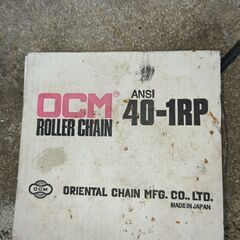 OCM® ANSI 40-1RP
ROLLER CHAIN
OCM ORIENTAL CHAIN MFG. CO., LTD.
MADE IN JAPAN